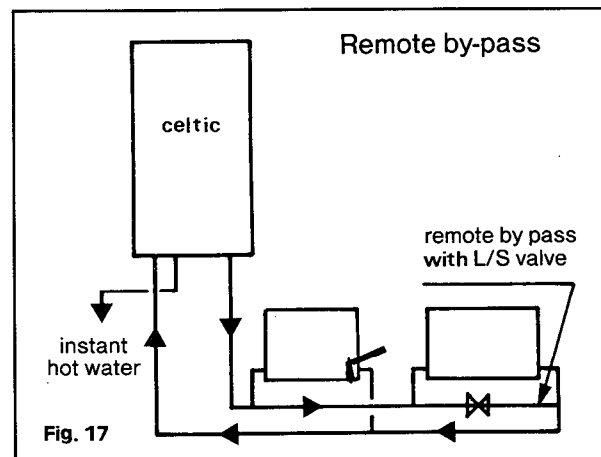 Remote by-pass
celtic
remote by pass
with L/S valve
instant
hot water
Fig. 17